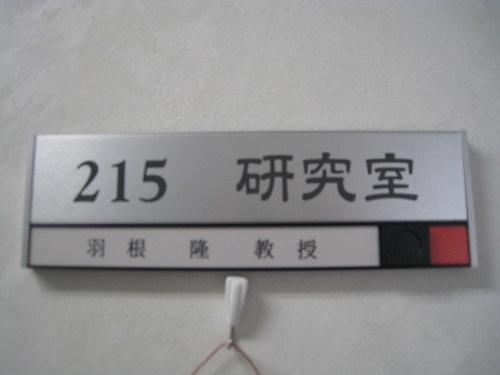 215 研究室
羽根 隆 教授